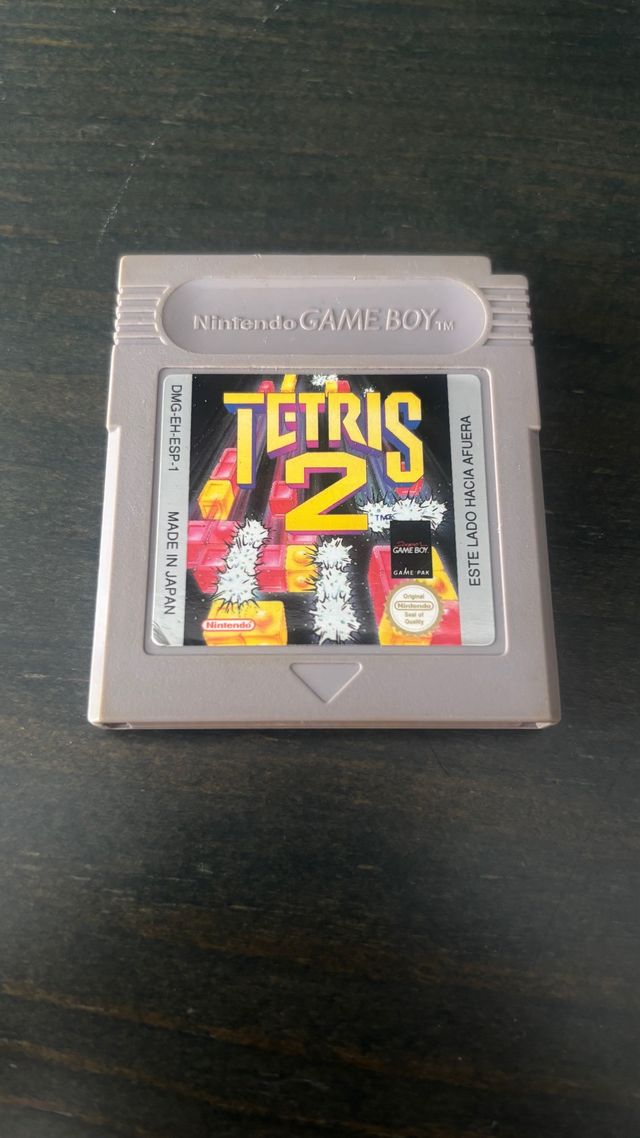 Nintendo GAME BOY TM
DMG-EH-ESP-1
MADE IN JAPAN
TETRIS
2
TM
GAME BOY
GAME PAK
Original
Nintendo
Seal of
Quality
Nintendo
ESTE LADO HACIA AFUERA